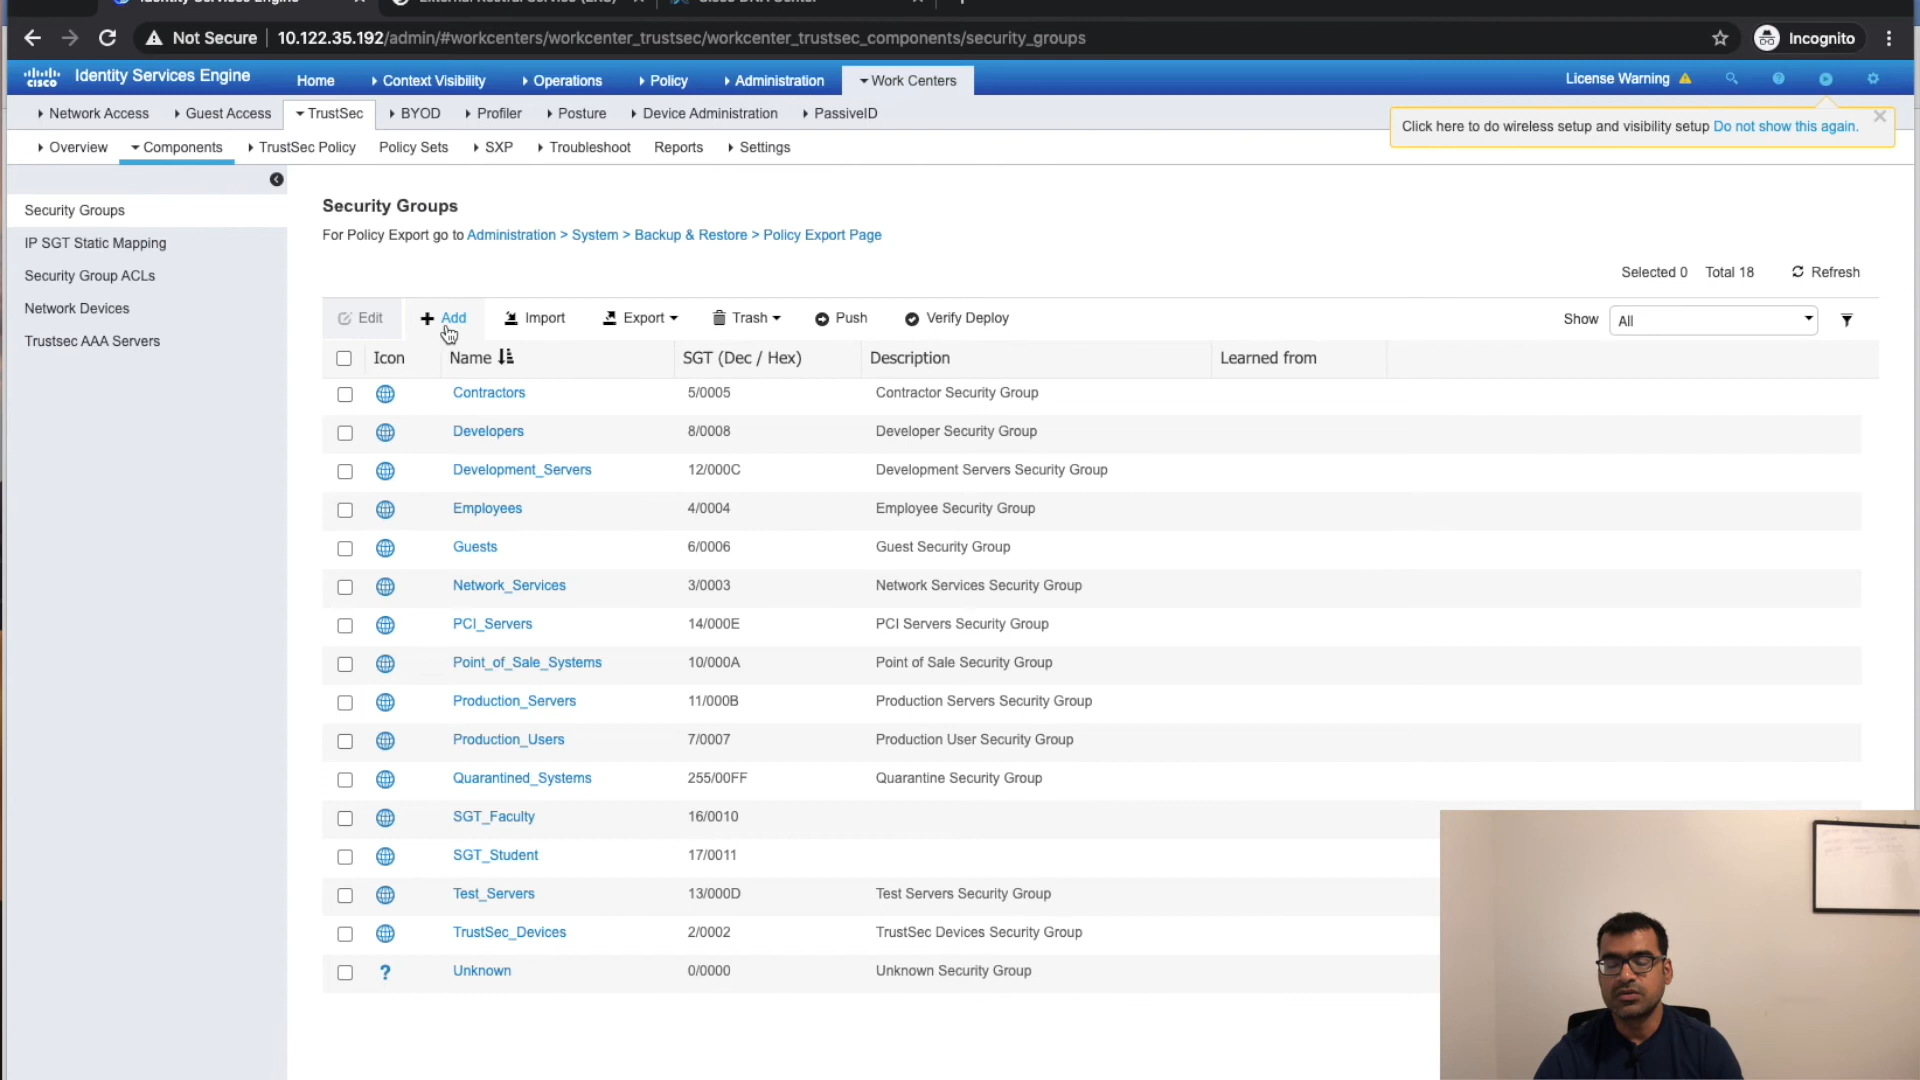 Identity Services Engine
External Restful Service (ERS)
Cisco DNA Center
Not Secure | 10.122.35.192/admin/#workcenters/workcenter_trustsec/workcenter_trustsec_components/security_groups
Incognito
cisco Identity Services Engine Home Context Visibility Operations Policy Administration Work Centers License Warning
Network Access Guest Access TrustSec BYOD Profiler Posture Device Administration PassiveID
Click here to do wireless setup and visibility setup Do not show this again.
Overview Components TrustSec Policy Policy Sets SXP Troubleshoot Reports Settings
Security Groups
IP SGT Static Mapping
Security Group ACLs
Network Devices
Trustsec AAA Servers
Security Groups
For Policy Export go to Administration > System > Backup & Restore > Policy Export Page
Selected 0 Total 18 Refresh
Edit Add Import Export Trash Push Verify Deploy Show All
Icon Name SGT (Dec / Hex) Description Learned from
Contractors 5/0005 Contractor Security Group
Developers 8/0008 Developer Security Group
Development_Servers 12/000C Development Servers Security Group
Employees 4/0004 Employee Security Group
Guests 6/0006 Guest Security Group
Network_Services 3/0003 Network Services Security Group
PCI_Servers 14/000E PCI Servers Security Group
Point_of_Sale_Systems 10/000A Point of Sale Security Group
Production_Servers 11/000B Production Servers Security Group
Production_Users 7/0007 Production User Security Group
Quarantined_Systems 255/00FF Quarantine Security Group
SGT_Faculty 16/0010
SGT_Student 17/0011
Test_Servers 13/000D Test Servers Security Group
TrustSec_Devices 2/0002 TrustSec Devices Security Group
? Unknown 0/0000 Unknown Security Group